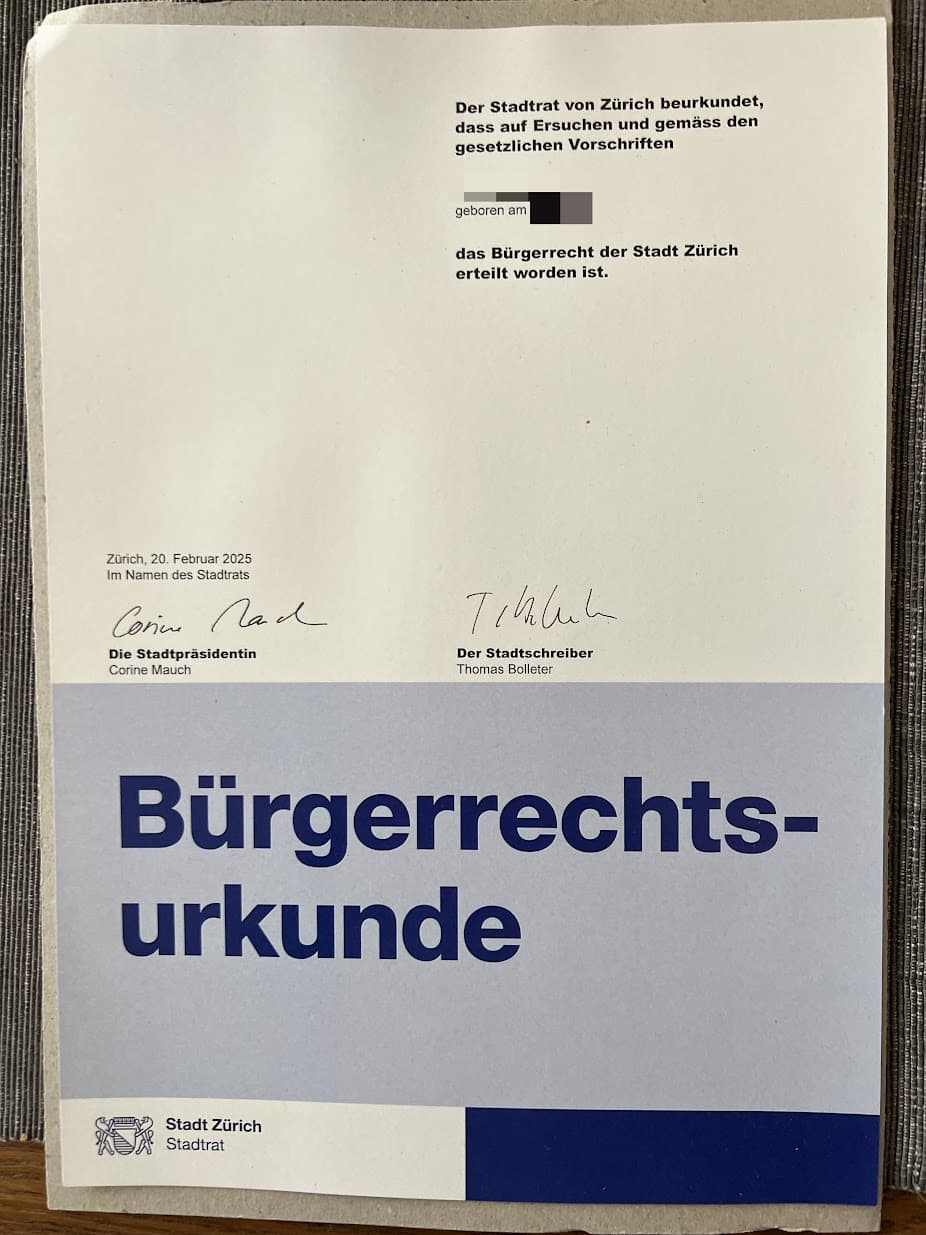 Der Stadtrat von Zürich beurkundet,
dass auf Ersuchen und gemäss den
gesetzlichen Vorschriften
geboren am
das Bürgerrecht der Stadt Zürich
erteilt worden ist.
Zürich, 20. Februar 2025
Im Namen des Stadtrats
Corine Mauch
Die Stadtpräsidentin
Corine Mauch
Der Stadtschreiber
Thomas Bolleter
Bürgerrechts-
urkunde
Stadt Zürich
Stadtrat